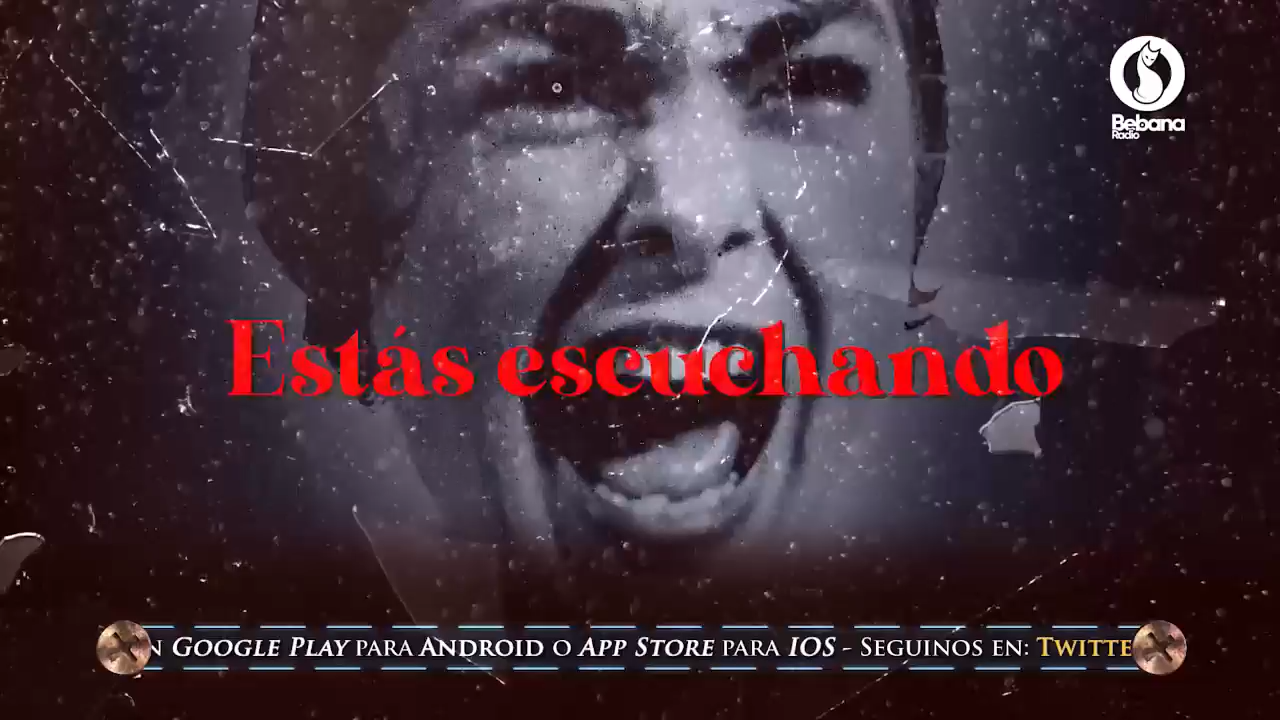 Bebana
Radio
Estás escuchando
N GOOGLE PLAY PARA ANDROID O APP STORE PARA IOS - SEGUINOS EN: TWITTE